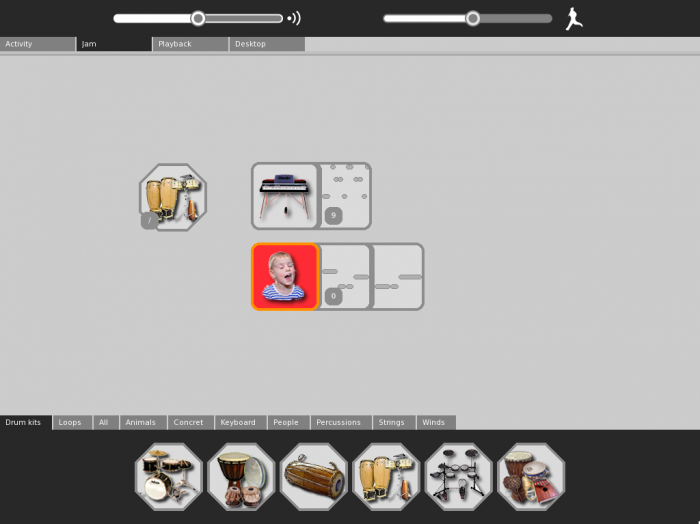 Activity Jam Playback Desktop
/
9
0
Drum kits Loops All Animals Concret Keyboard People Percussions Strings Winds